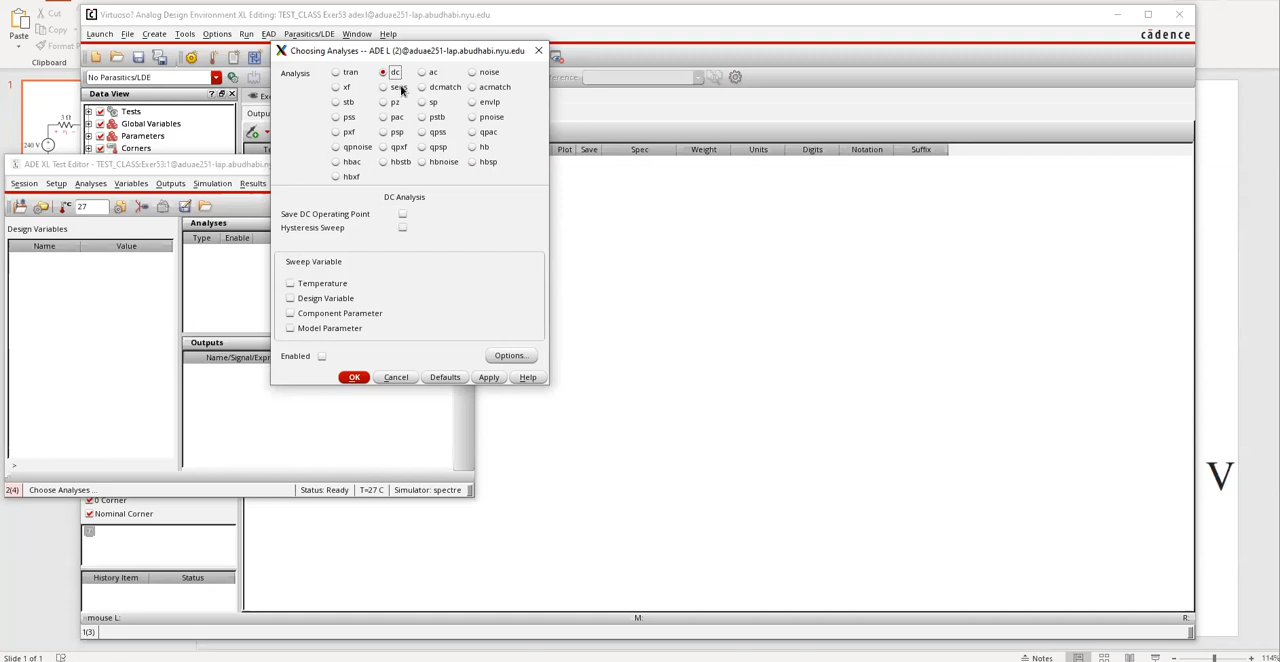 Cut
Copy
Paste
Format
Clipboard
1
3 Ω
240 V
Virtuoso? Analog Design Environment XL Editing: TEST_CLASS Exer53 adexl@aduae251-lap.abudhabi.nyu.edu
Launch File Create Tools Options Run EAD Parasitics/LDE Window Help
cādence
No Parasitics/LDE
Data View
Tests
Global Variables
Parameters
Corners
Plot Save Spec Weight Units Digits Notation Suffix
ADE XL Test Editor - TEST_CLASS:Exer53:1@aduae251-lap.abudhabi.ny
Session Setup Analyses Variables Outputs Simulation Results
27
Design Variables
Name Value
Analyses
Type Enable
Outputs
Name/Signal/Expr
>
2(4) Choose Analyses ... Status: Ready T=27 C Simulator: spectre
Choosing Analyses -- ADE L (2)@aduae251-lap.abudhabi.nyu.edu
Analysis tran dc ac noise
xf sens dcmatch acmatch
stb pz sp envlp
pss pac pstb pnoise
pxf psp qpss qpac
qpnoise qpxf qpsp hb
hbac hbstb hbnoise hbsp
hbxf
DC Analysis
Save DC Operating Point
Hysteresis Sweep
Sweep Variable
Temperature
Design Variable
Component Parameter
Model Parameter
Enabled Options...
OK Cancel Defaults Apply Help
0 Corner
Nominal Corner
History Item Status
mouse L: M: R:
1(3)
V
Slide 1 of 1 Notes 114%